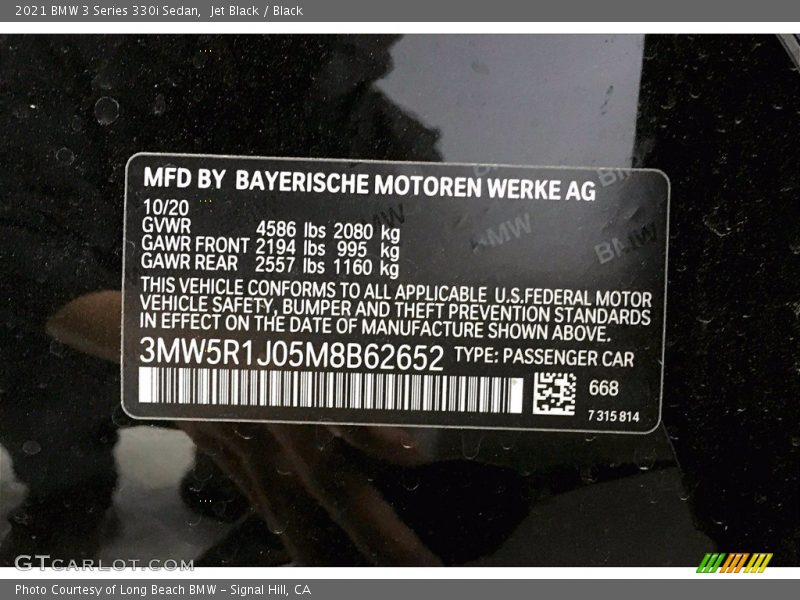 2021 BMW 3 Series 330i Sedan, Jet Black / Black
MFD BY BAYERISCHE MOTOREN WERKE AG
10/20
GVWR 4586 lbs 2080 kg
GAWR FRONT 2194 lbs 995 kg
GAWR REAR 2557 lbs 1160 kg
THIS VEHICLE CONFORMS TO ALL APPLICABLE U.S.FEDERAL MOTOR
VEHICLE SAFETY, BUMPER AND THEFT PREVENTION STANDARDS
IN EFFECT ON THE DATE OF MANUFACTURE SHOWN ABOVE.
3MW5R1J05M8B62652 TYPE: PASSENGER CAR
668
7 315 814
BMW
BMW
BMW
GTCARLOT.COM
Photo Courtesy of Long Beach BMW – Signal Hill, CA